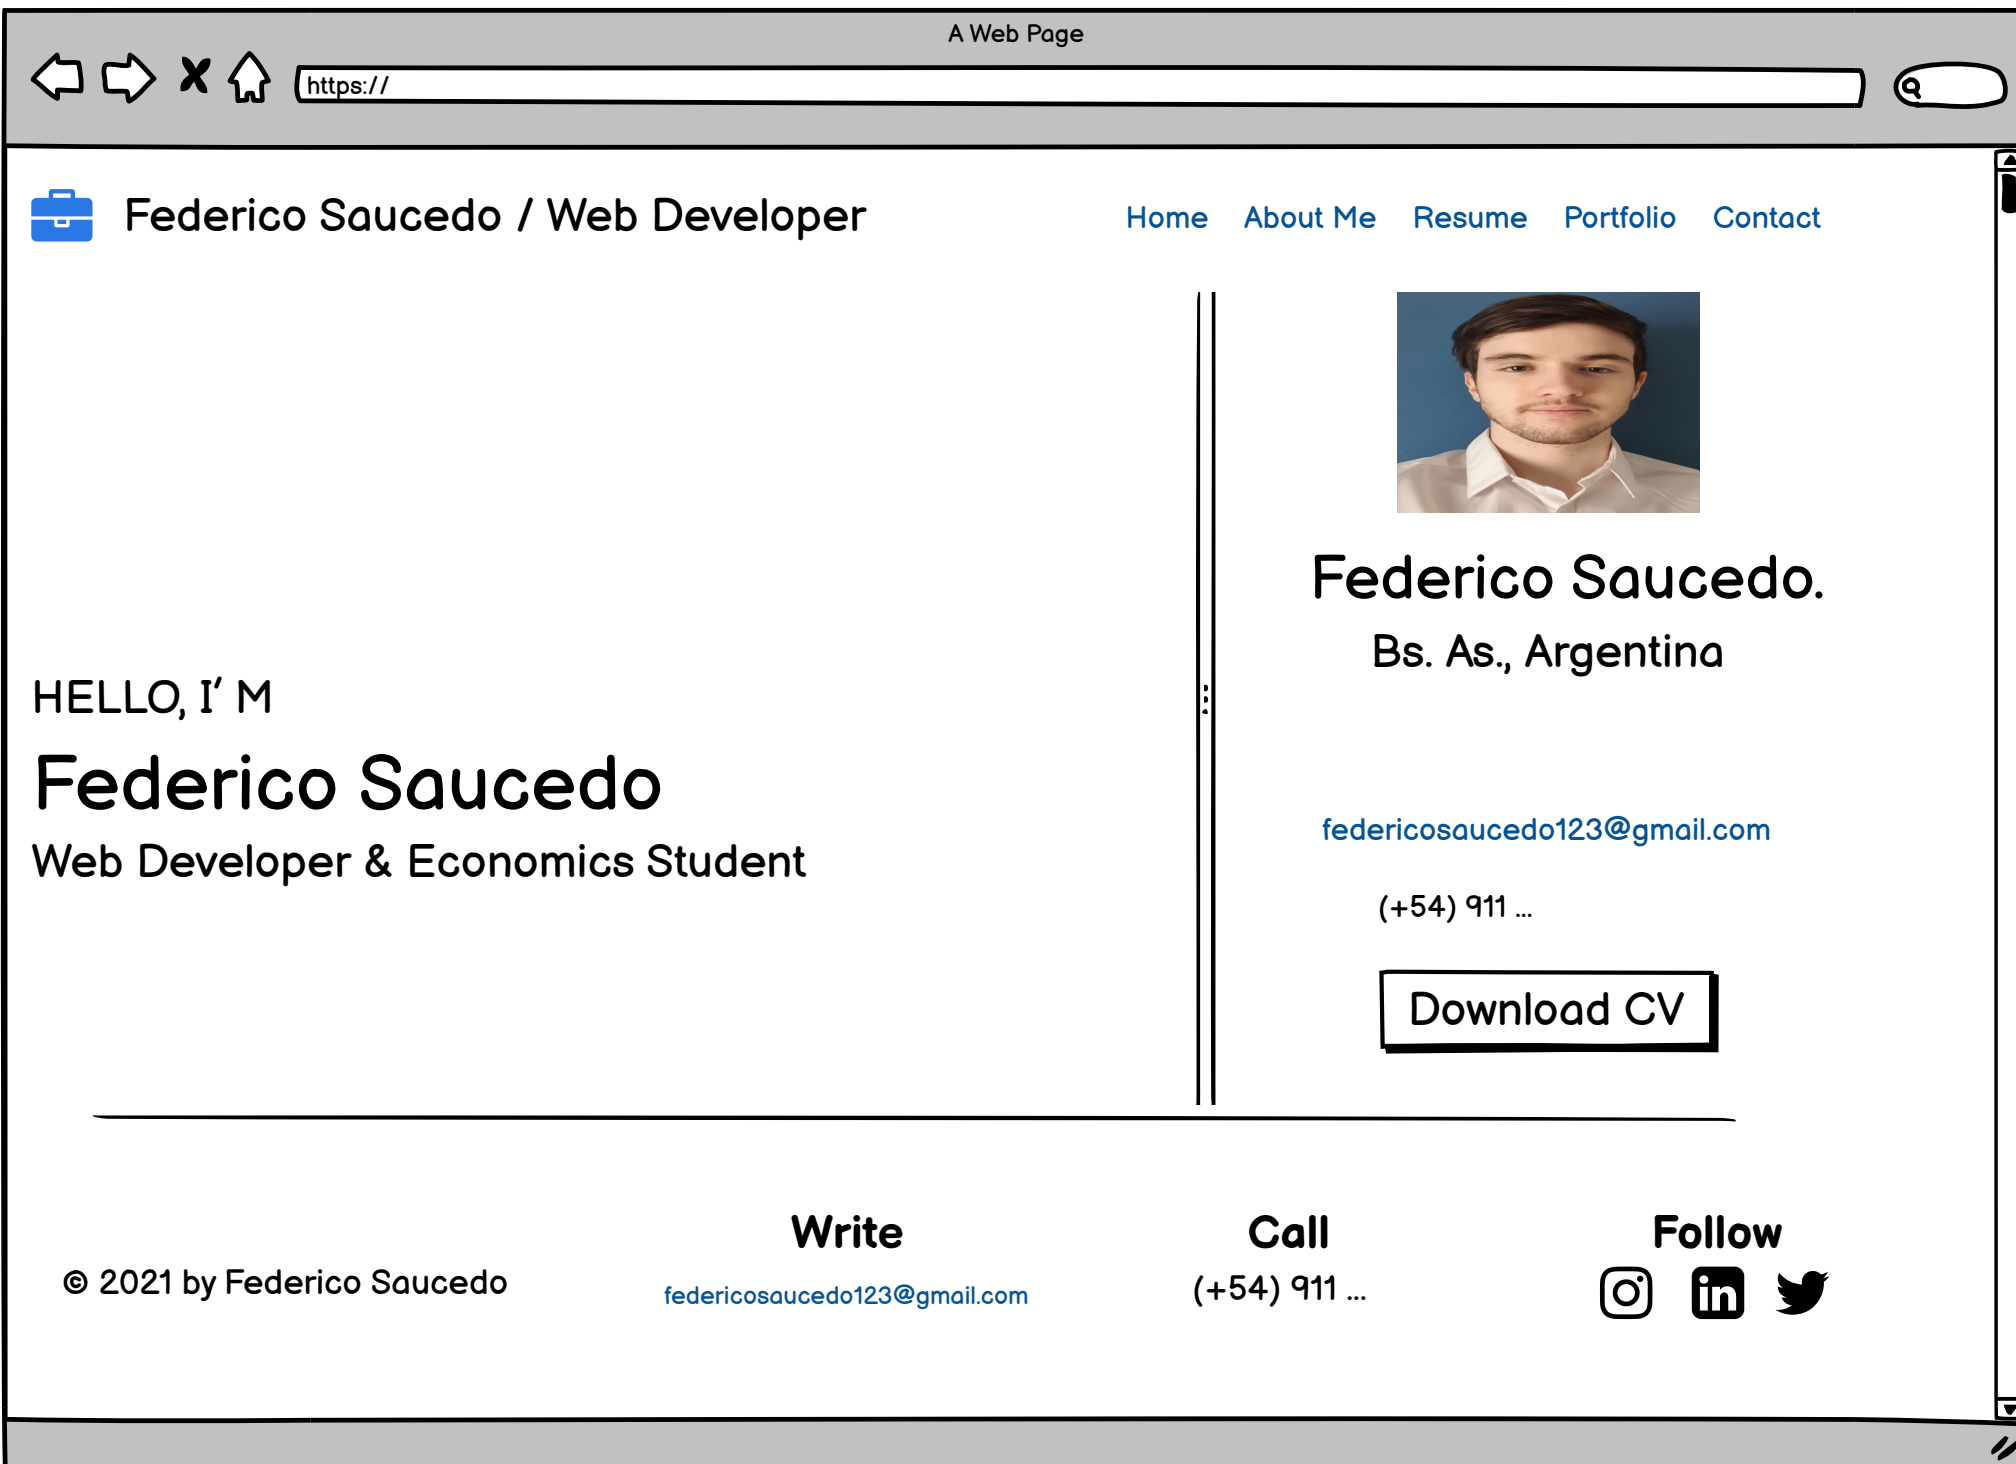 A Web Page
https://
Federico Saucedo / Web Developer
Home About Me Resume Portfolio Contact
HELLO, I' M
Federico Saucedo
Web Developer & Economics Student
Federico Saucedo.
Bs. As., Argentina
federicosaucedo123@gmail.com
(+54) 911 ...
Download CV
© 2021 by Federico Saucedo
Write
federicosaucedo123@gmail.com
Call
(+54) 911 ...
Follow
in